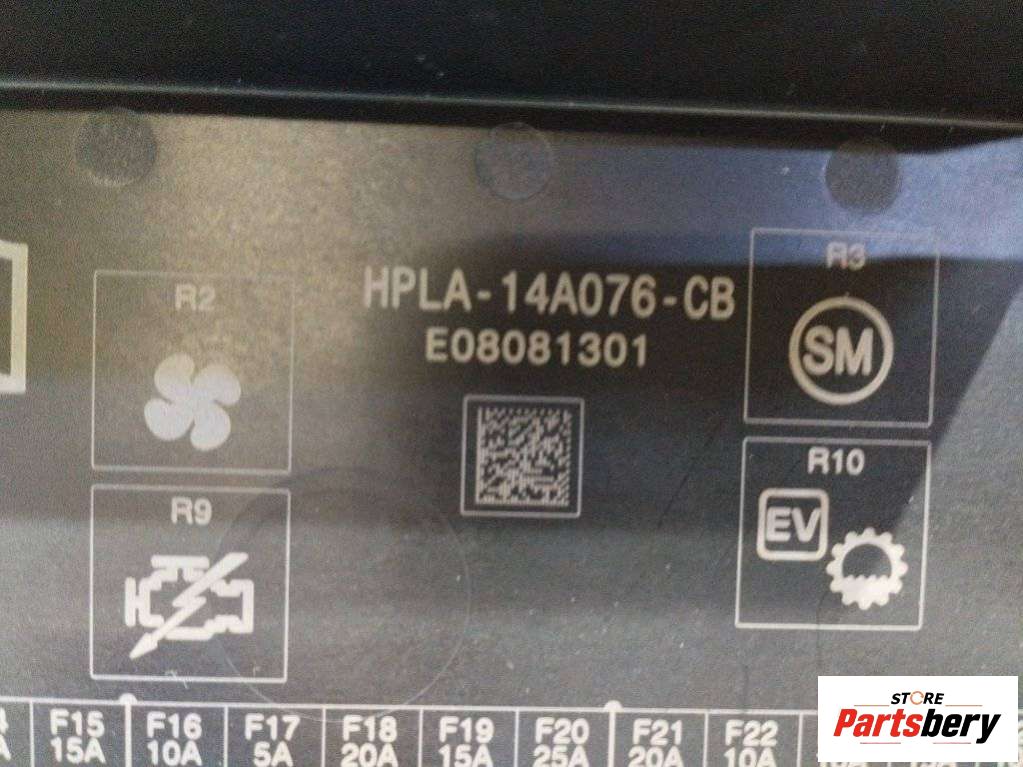 HPLA-14A076-CB
E08081301
R2
R3
SM
R9
R10
EV
F15 F16 F17 F18 F19 F20 F21 F22
15A 10A 5A 20A 15A 25A 20A 10A
STORE
Partsbery